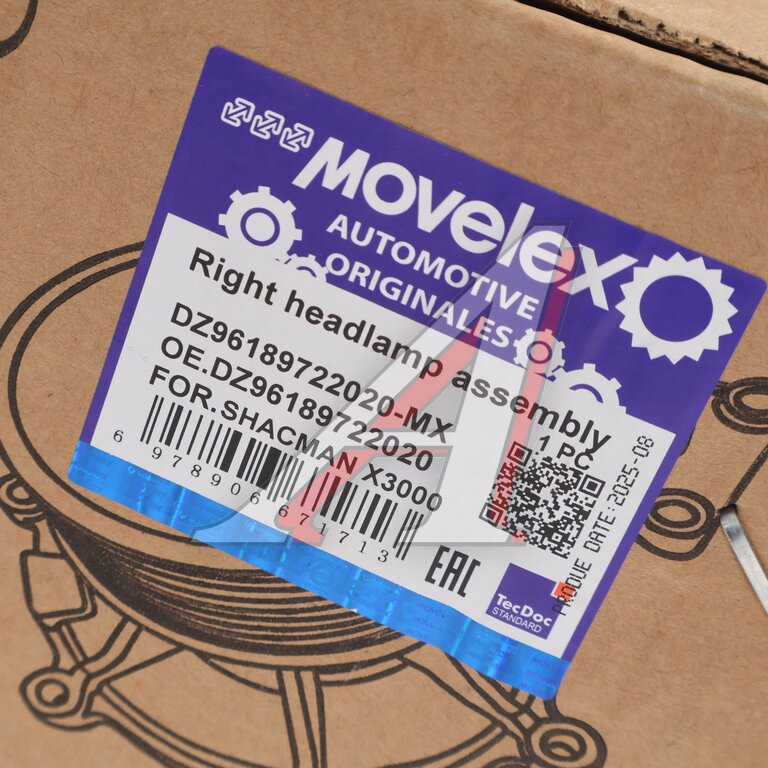 MOVelex
AUTOMOTIVE
ORIGINALES
Right headlamp assembly
DZ96189722020-MX
1 PC
OE.DZ96189722020
FOR.SHACMAN X3000
6 978906 671713
EAC
TecDoc
STANDARD
PRODUE DATE:2025-08